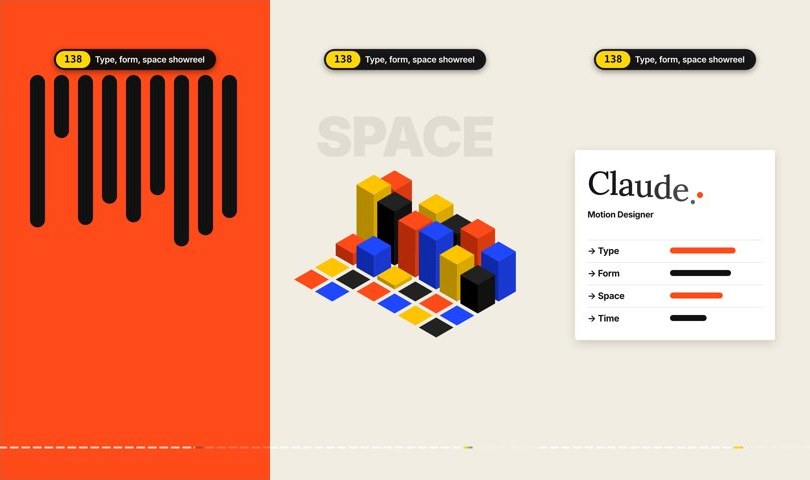 138 Type, form, space showreel
138 Type, form, space showreel
SPACE
138 Type, form, space showreel
Claude.
Motion Designer
→ Type
→ Form
→ Space
→ Time